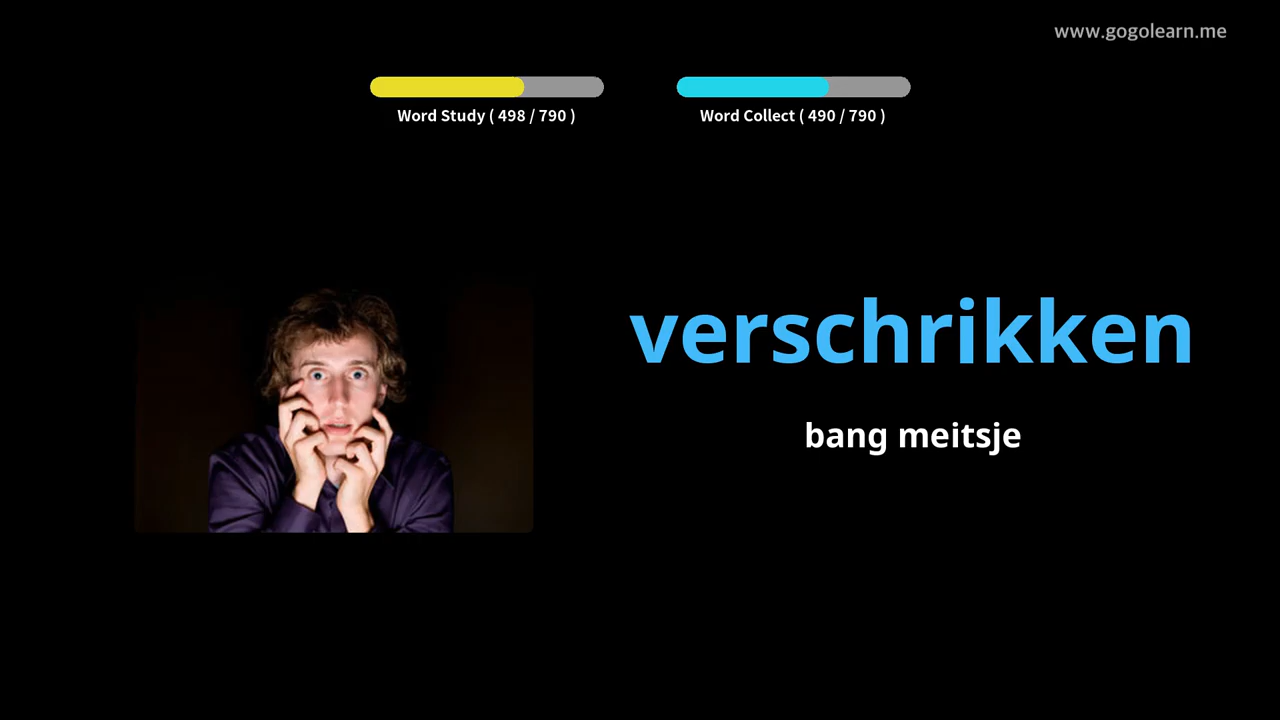 www.gogolearn.me
Word Study ( 498 / 790 )
Word Collect ( 490 / 790 )
verschrikken
bang meitsje